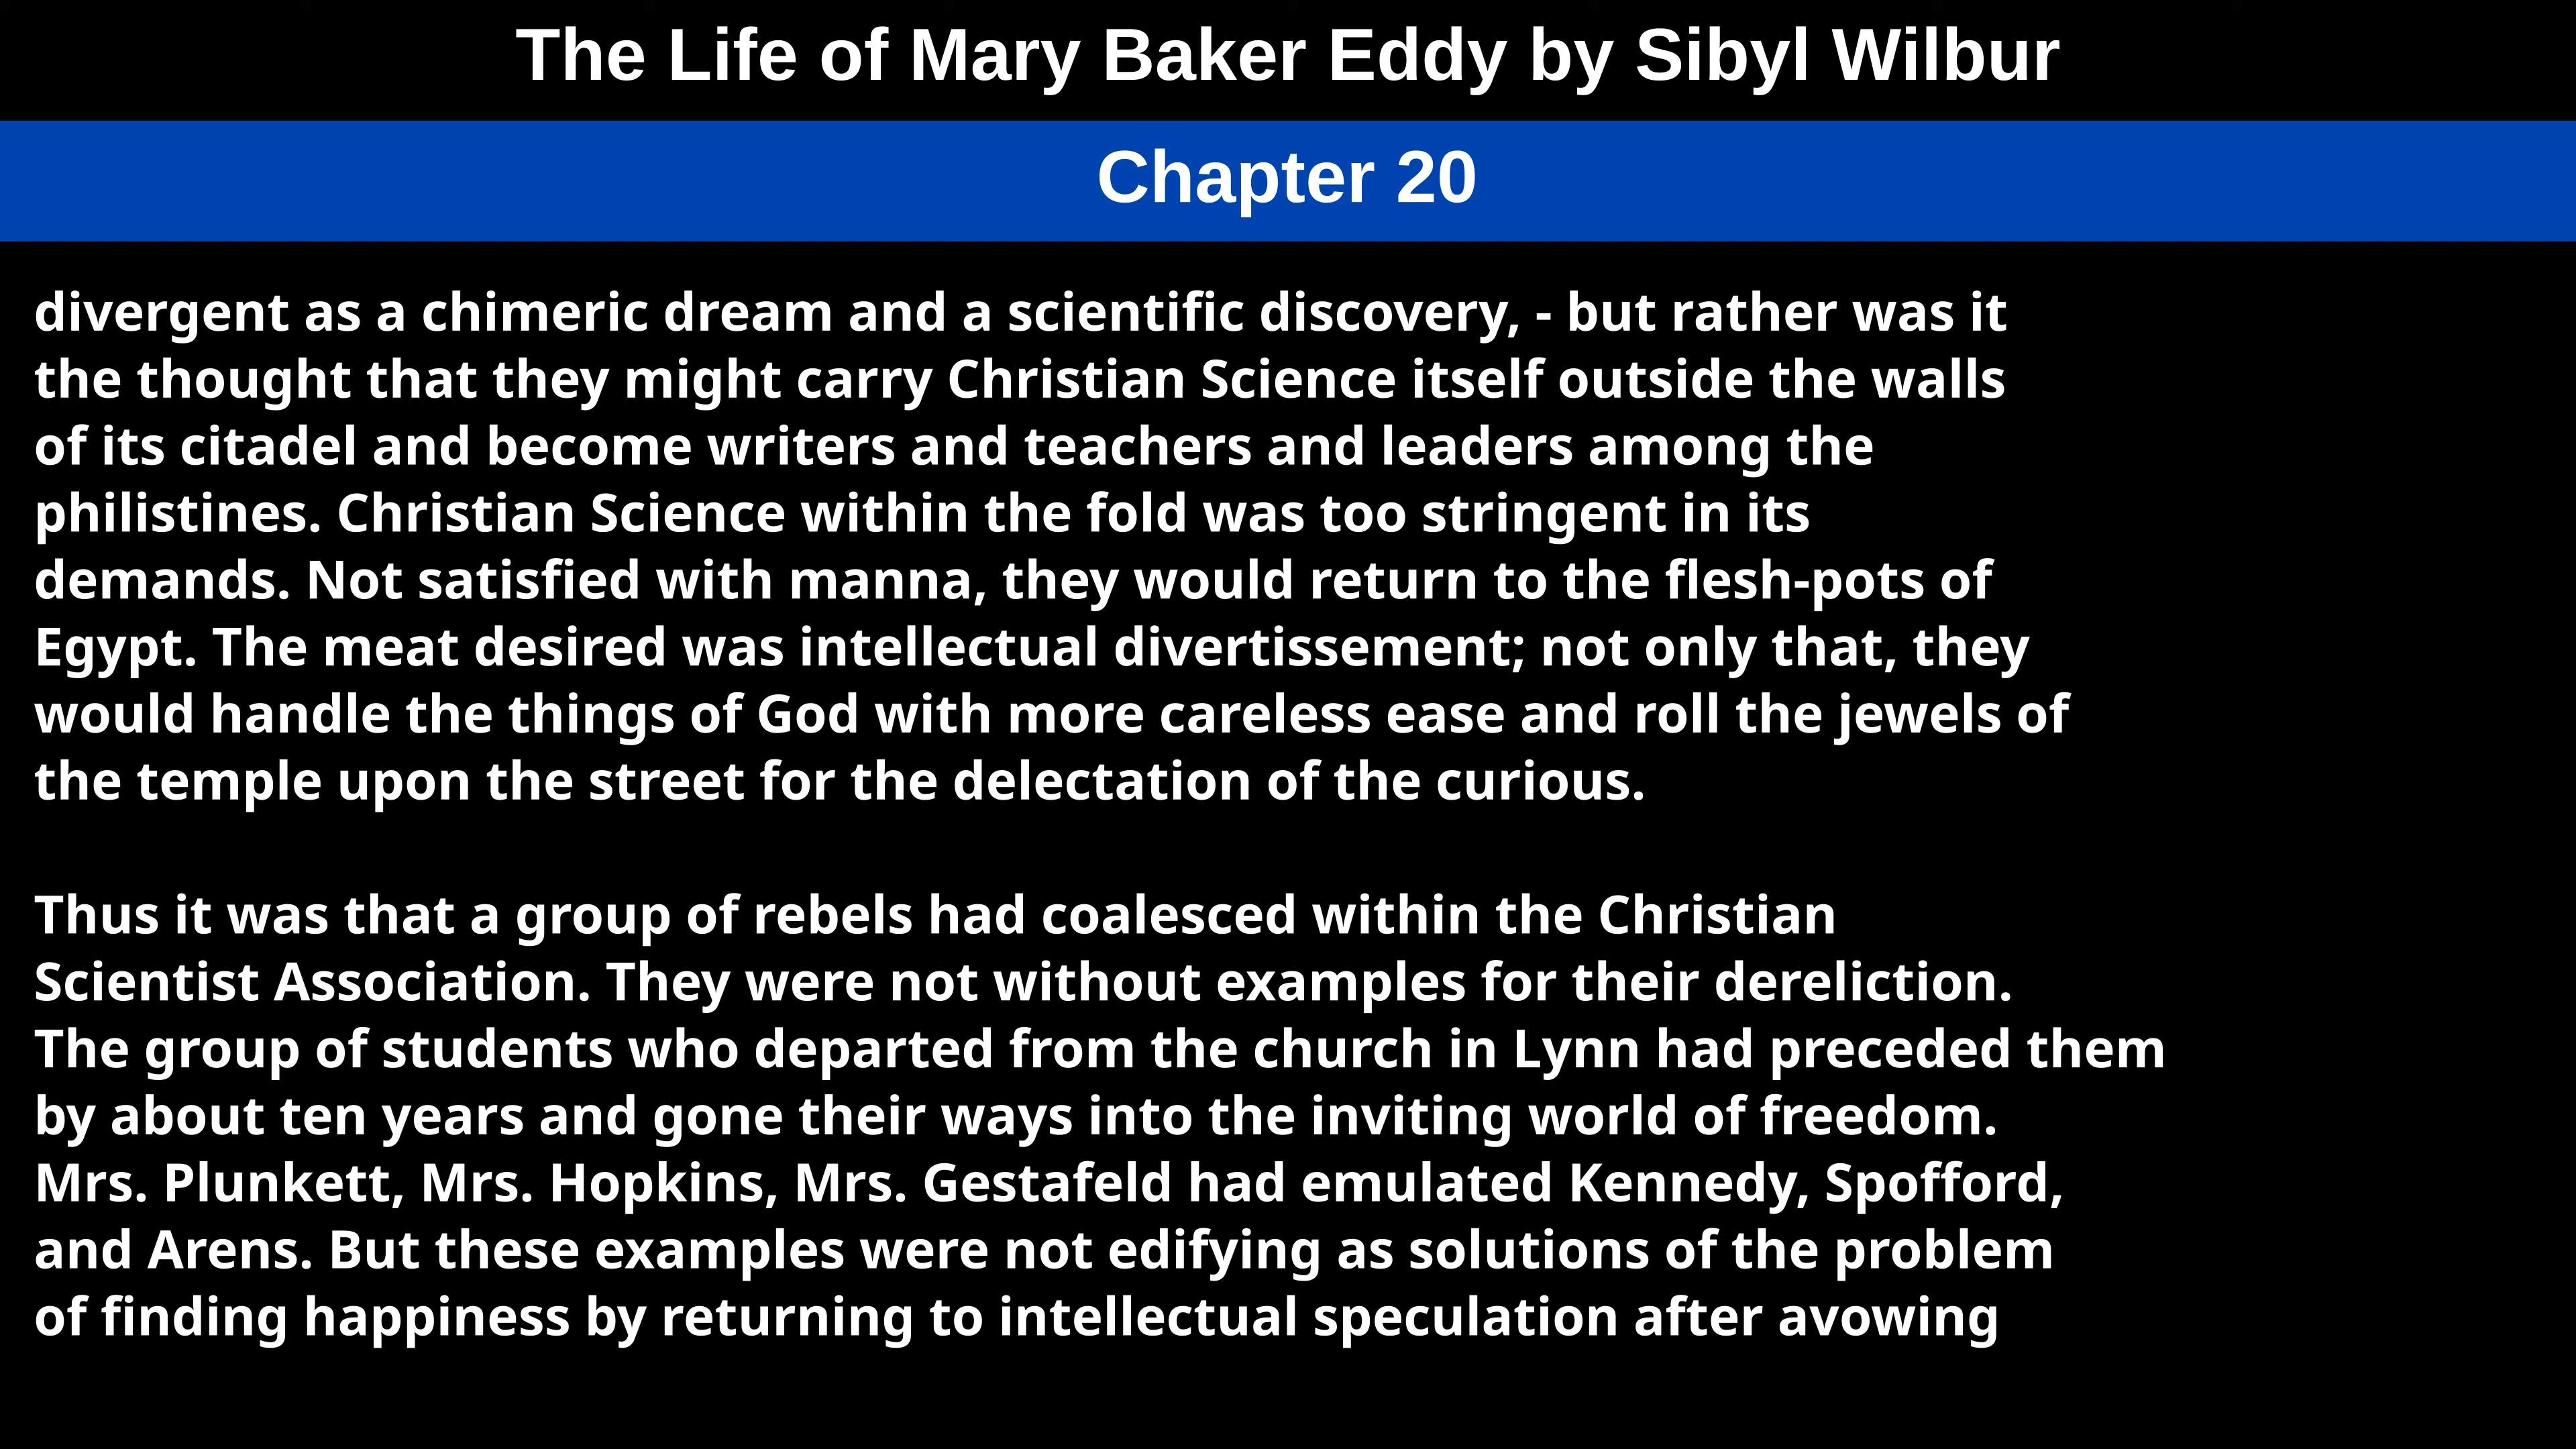 The Life of Mary Baker Eddy by Sibyl Wilbur
Chapter 20
divergent as a chimeric dream and a scientific discovery, - but rather was it
the thought that they might carry Christian Science itself outside the walls
of its citadel and become writers and teachers and leaders among the
philistines. Christian Science within the fold was too stringent in its
demands. Not satisfied with manna, they would return to the flesh-pots of
Egypt. The meat desired was intellectual divertissement; not only that, they
would handle the things of God with more careless ease and roll the jewels of
the temple upon the street for the delectation of the curious.
Thus it was that a group of rebels had coalesced within the Christian
Scientist Association. They were not without examples for their dereliction.
The group of students who departed from the church in Lynn had preceded them
by about ten years and gone their ways into the inviting world of freedom.
Mrs. Plunkett, Mrs. Hopkins, Mrs. Gestafeld had emulated Kennedy, Spofford,
and Arens. But these examples were not edifying as solutions of the problem
of finding happiness by returning to intellectual speculation after avowing